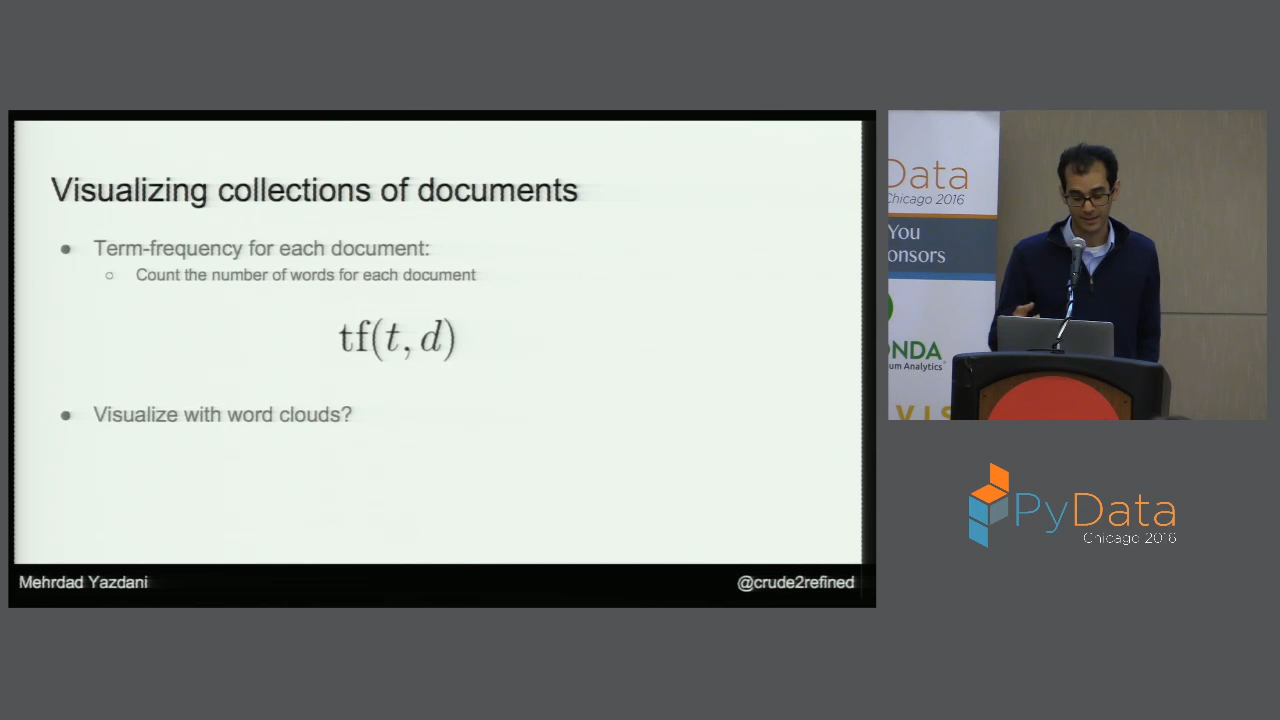 Visualizing collections of documents
● Term-frequency for each document:
○ Count the number of words for each document
tf(t, d)
● Visualize with word clouds?
Mehrdad Yazdani
@crude2refined
Data
Chicago 2016
You
onsors
NDA
um Analytics
VIS
PyData
Chicago 2016